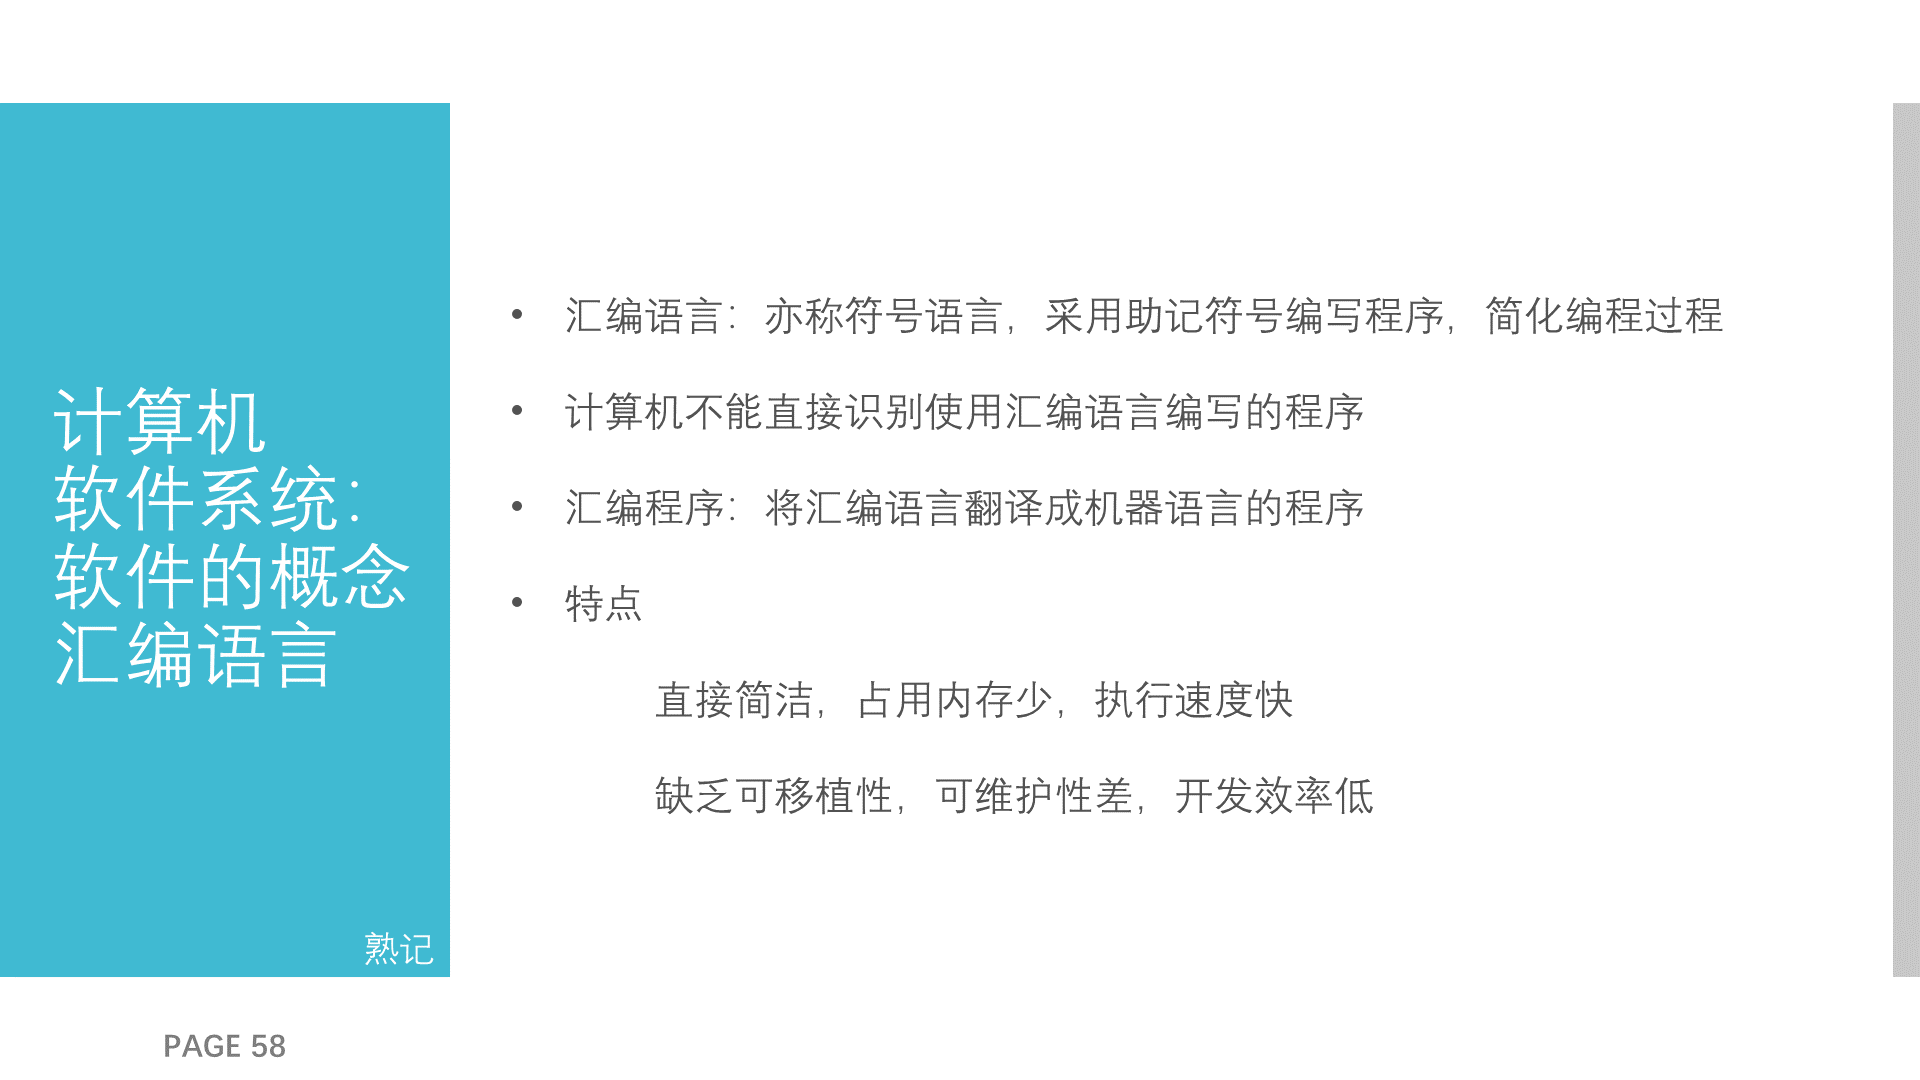 计算机
软件系统：
软件的概念
汇编语言
熟记
• 汇编语言：亦称符号语言，采用助记符号编写程序，简化编程过程
• 计算机不能直接识别使用汇编语言编写的程序
• 汇编程序：将汇编语言翻译成机器语言的程序
• 特点
直接简洁，占用内存少，执行速度快
缺乏可移植性，可维护性差，开发效率低
PAGE 58